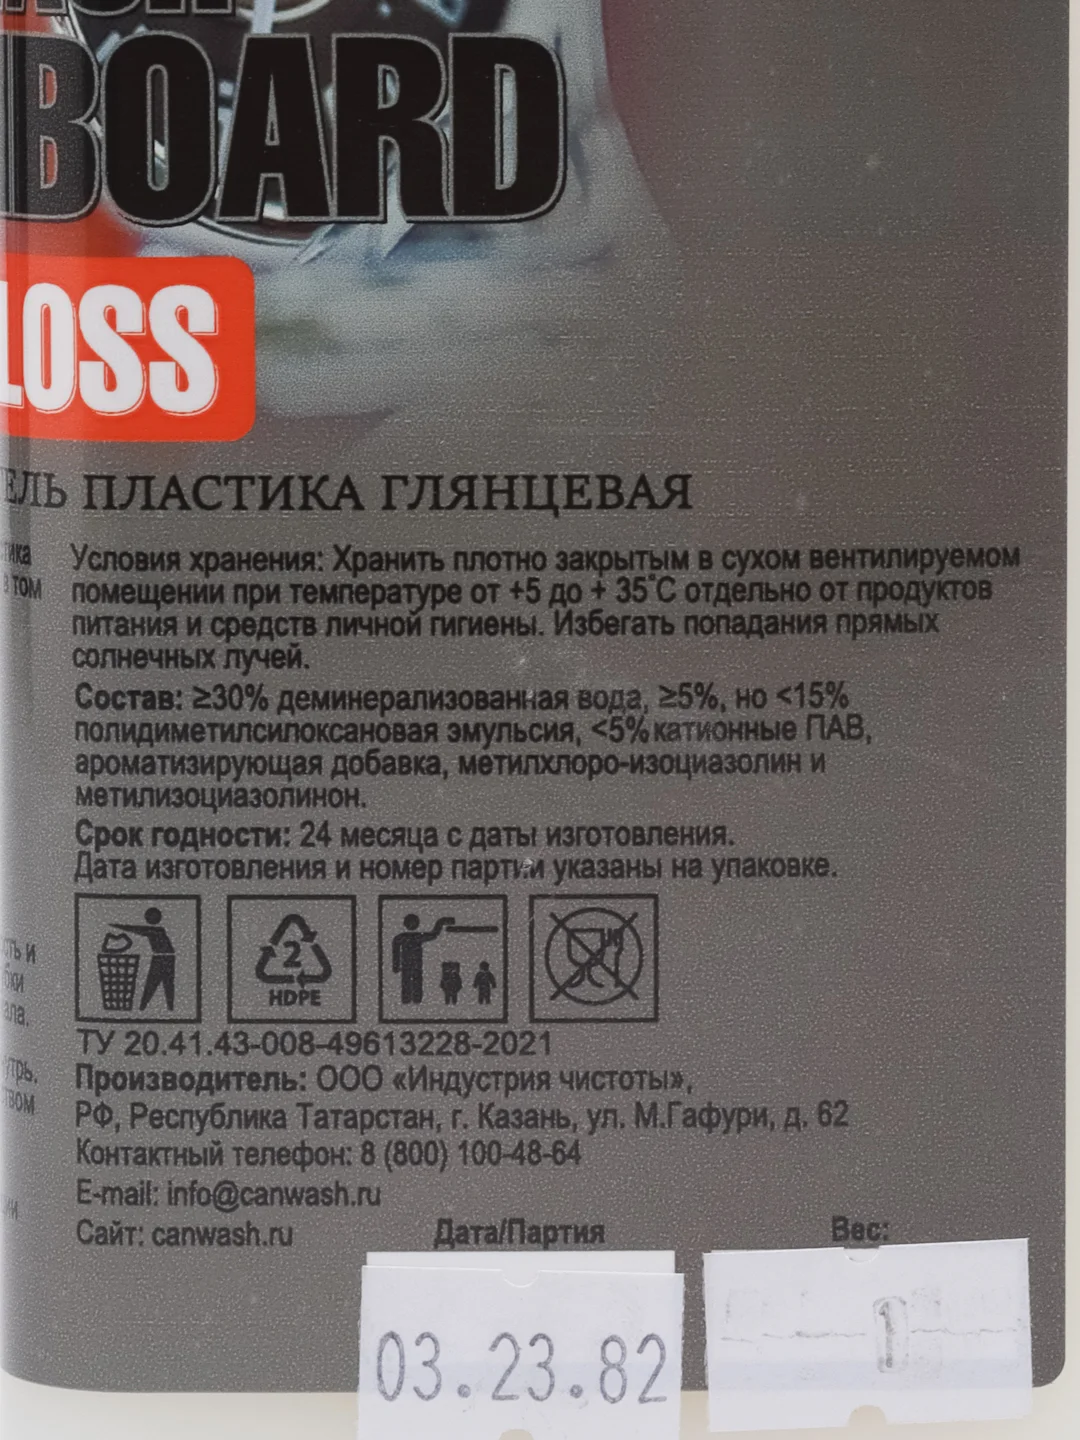 BOARD
LOSS
ЕЛЬ ПЛАСТИКА ГЛЯНЦЕВАЯ
Условия хранения: Хранить плотно закрытым в сухом вентилируемом
помещении при температуре от +5 до + 35°С отдельно от продуктов
питания и средств личной гигиены. Избегать попадания прямых
солнечных лучей.
Состав: ≥30% деминерализованная вода, ≥5%, но <15%
полидиметилсилоксановая эмульсия, <5% катионные ПАВ,
ароматизирующая добавка, метилхлоро-изоциазолин и
метилизоциазолинон.
Срок годности: 24 месяца с даты изготовления.
Дата изготовления и номер партии указаны на упаковке.
2
HDPE
ТУ 20.41.43-008-49613228-2021
Производитель: ООО «Индустрия чистоты»,
РФ, Республика Татарстан, г. Казань, ул. М.Гафури, д. 62
Контактный телефон: 8 (800) 100-48-64
E-mail: info@canwash.ru
Сайт: canwash.ru Дата/Партия Вес:
03.23.82 1